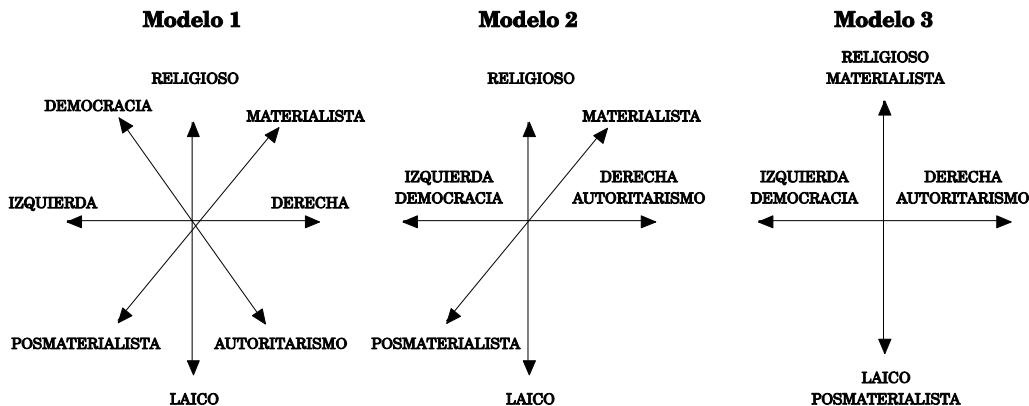 Modelo 1
RELIGIOSO
DEMOCRACIA
MATERIALISTA
IZQUIERDA
DERECHA
POSMATERIALISTA
AUTORITARISMO
LAICO
Modelo 2
RELIGIOSO
MATERIALISTA
IZQUIERDA
DEMOCRACIA
DERECHA
AUTORITARISMO
POSMATERIALISTA
LAICO
Modelo 3
RELIGIOSO
MATERIALISTA
IZQUIERDA
DEMOCRACIA
DERECHA
AUTORITARISMO
LAICO
POSMATERIALISTA